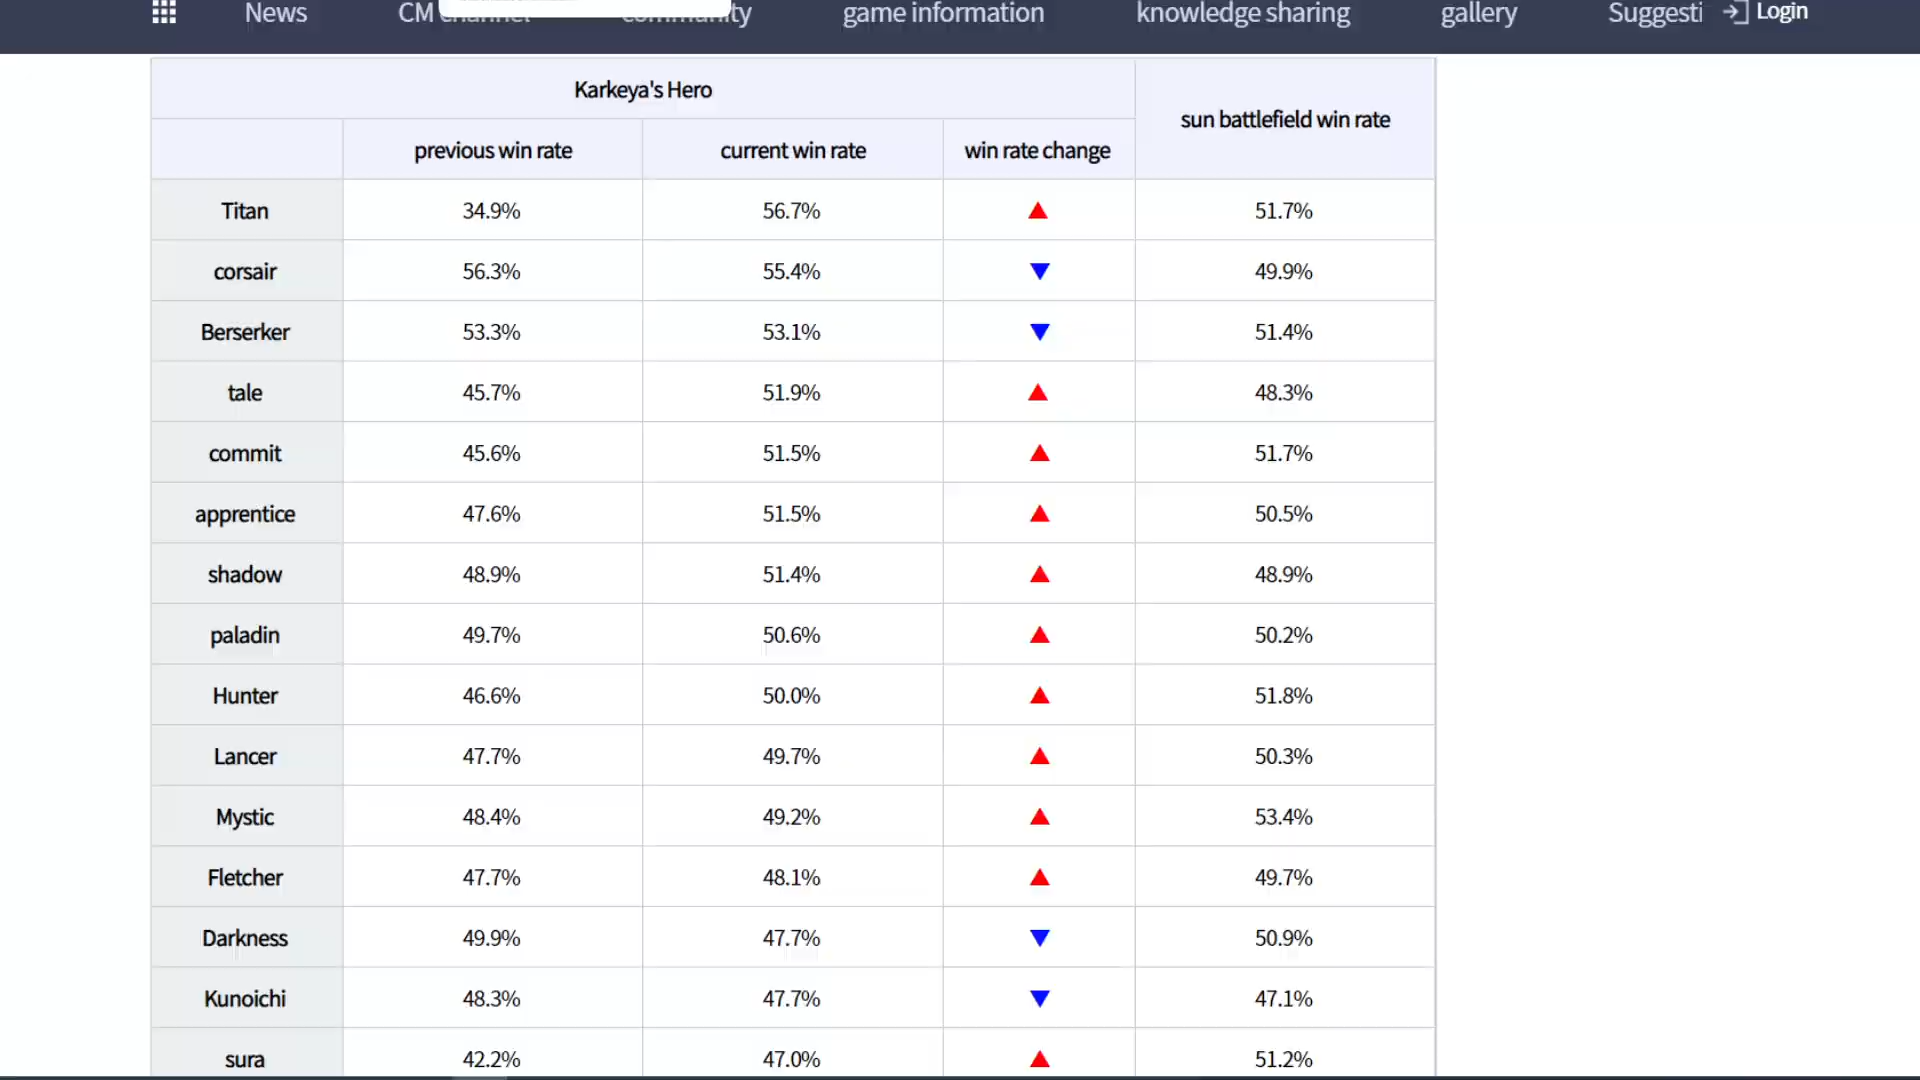 News CM channel community game information knowledge sharing gallery Suggesti Login
Karkeya's Hero
sun battlefield win rate
previous win rate current win rate win rate change
Titan 34.9% 56.7% ▲ 51.7%
corsair 56.3% 55.4% ▼ 49.9%
Berserker 53.3% 53.1% ▼ 51.4%
tale 45.7% 51.9% ▲ 48.3%
commit 45.6% 51.5% ▲ 51.7%
apprentice 47.6% 51.5% ▲ 50.5%
shadow 48.9% 51.4% ▲ 48.9%
paladin 49.7% 50.6% ▲ 50.2%
Hunter 46.6% 50.0% ▲ 51.8%
Lancer 47.7% 49.7% ▲ 50.3%
Mystic 48.4% 49.2% ▲ 53.4%
Fletcher 47.7% 48.1% ▲ 49.7%
Darkness 49.9% 47.7% ▼ 50.9%
Kunoichi 48.3% 47.7% ▼ 47.1%
sura 42.2% 47.0% ▲ 51.2%